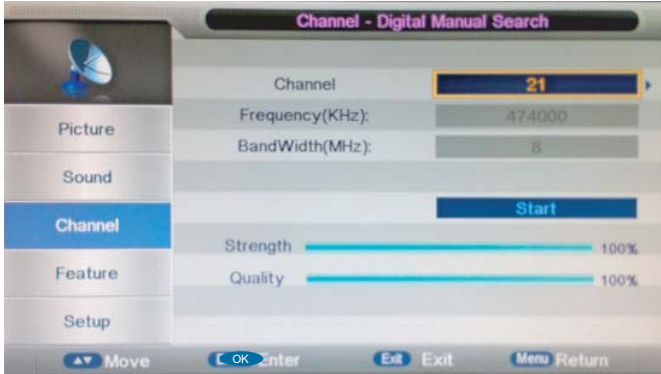 Channel - Digital Manual Search
Channel 21
Frequency(KHz): 474000
BandWidth(MHz): 8
Start
Strength 100%
Quality 100%
Picture
Sound
Channel
Feature
Setup
Move OK Enter Exit Exit Menu Return